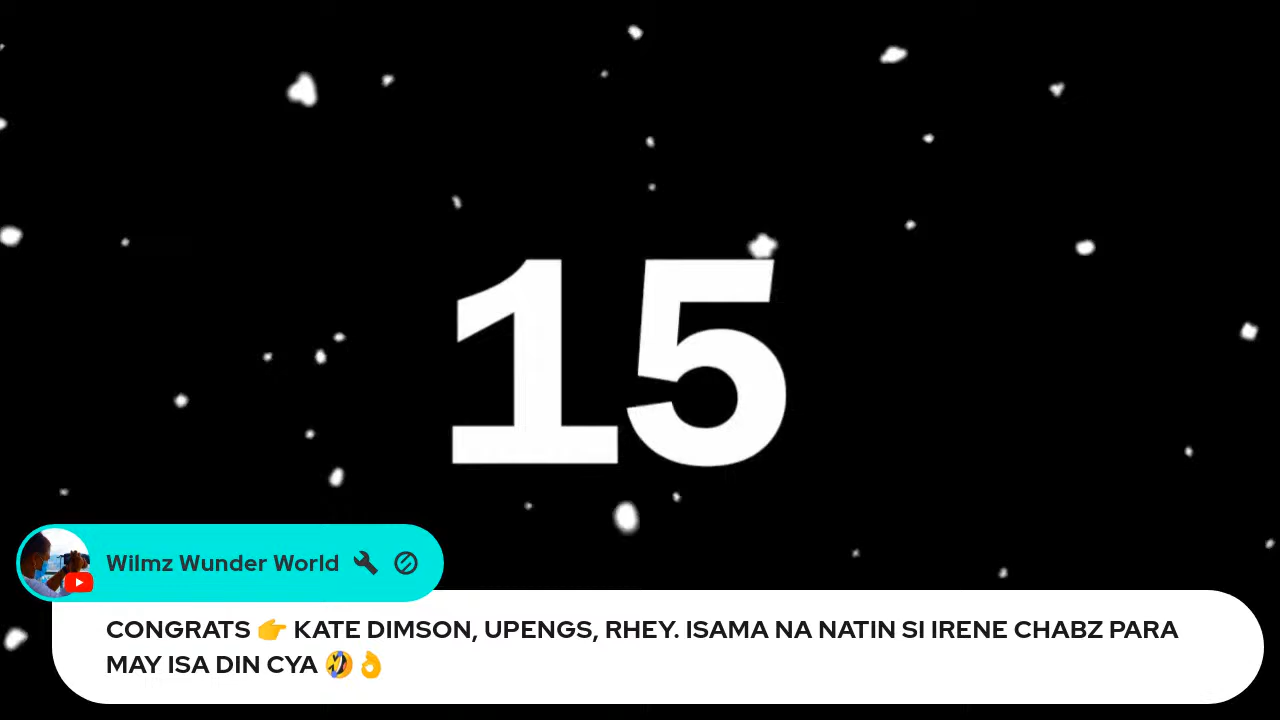 15
Wilmz Wunder World
CONGRATS 👉 KATE DIMSON, UPENGS, RHEY. ISAMA NA NATIN SI IRENE CHABZ PARA
MAY ISA DIN CYA 🤣👌